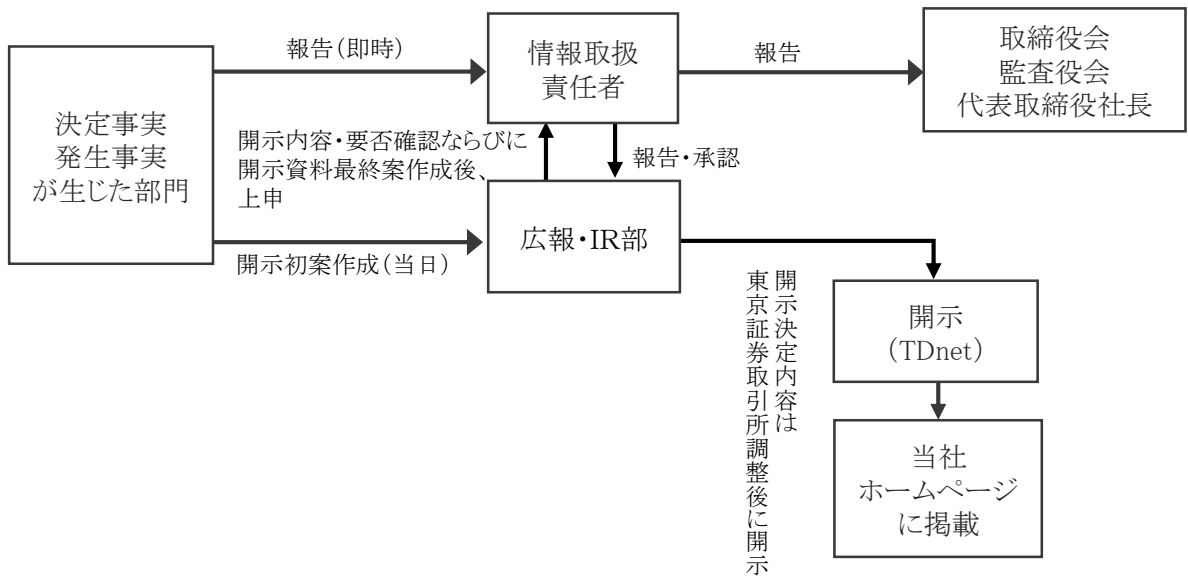 決定事実
発生事実
が生じた部門
報告(即時)
情報取扱
責任者
報告
取締役会
監査役会
代表取締役社長
開示内容・要否確認ならびに
開示資料最終案作成後、
上申
報告・承認
広報・IR部
開示初案作成(当日)
開示決定内容は
東京証券取引所調整後に開示
開示
(TDnet)
当社
ホームページ
に掲載